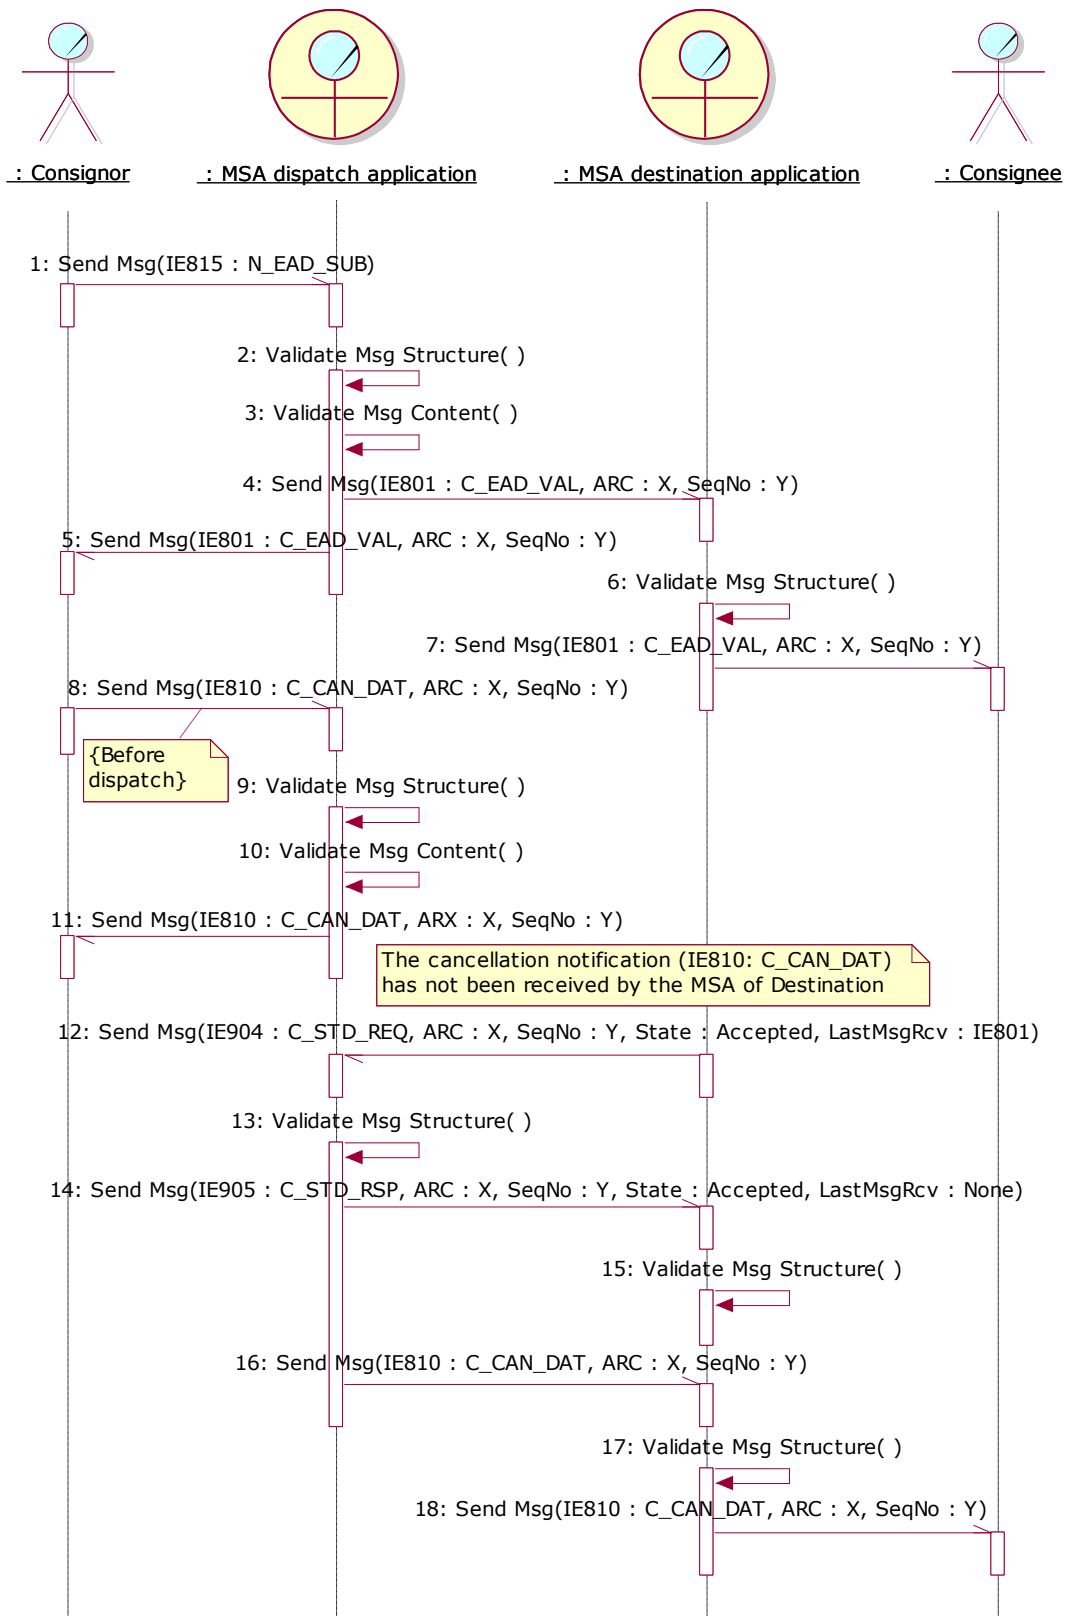 : Consignor
: MSA dispatch application
: MSA destination application
: Consignee
1: Send Msg(IE815 : N_EAD_SUB)
2: Validate Msg Structure( )
3: Validate Msg Content( )
4: Send Msg(IE801 : C_EAD_VAL, ARC : X, SeqNo : Y)
5: Send Msg(IE801 : C_EAD_VAL, ARC : X, SeqNo : Y)
6: Validate Msg Structure( )
7: Send Msg(IE801 : C_EAD_VAL, ARC : X, SeqNo : Y)
8: Send Msg(IE810 : C_CAN_DAT, ARC : X, SeqNo : Y)
{Before
dispatch}
9: Validate Msg Structure( )
10: Validate Msg Content( )
11: Send Msg(IE810 : C_CAN_DAT, ARX : X, SeqNo : Y)
The cancellation notification (IE810: C_CAN_DAT)
has not been received by the MSA of Destination
12: Send Msg(IE904 : C_STD_REQ, ARC : X, SeqNo : Y, State : Accepted, LastMsgRcv : IE801)
13: Validate Msg Structure( )
14: Send Msg(IE905 : C_STD_RSP, ARC : X, SeqNo : Y, State : Accepted, LastMsgRcv : None)
15: Validate Msg Structure( )
16: Send Msg(IE810 : C_CAN_DAT, ARC : X, SeqNo : Y)
17: Validate Msg Structure( )
18: Send Msg(IE810 : C_CAN_DAT, ARC : X, SeqNo : Y)